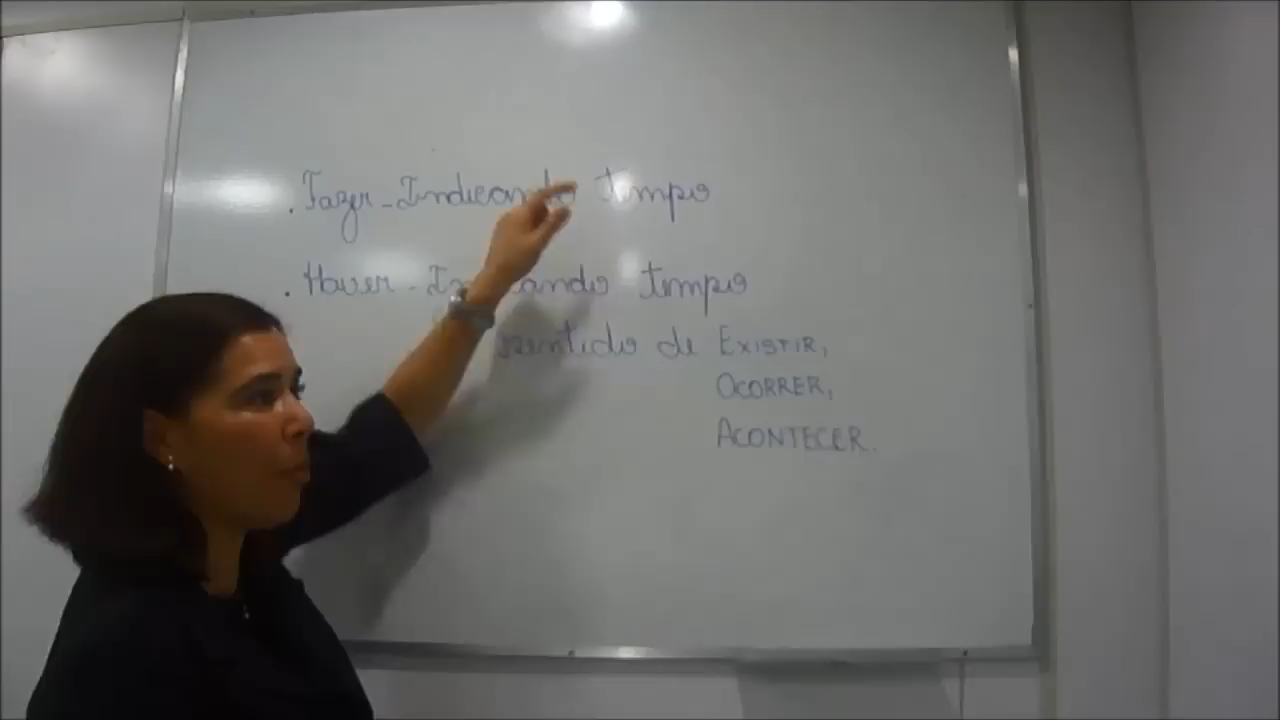 . Fazer - Indicando tempo
. Haver - Indicando tempo
sentido de EXISTIR,
OCORRER,
ACONTECER.